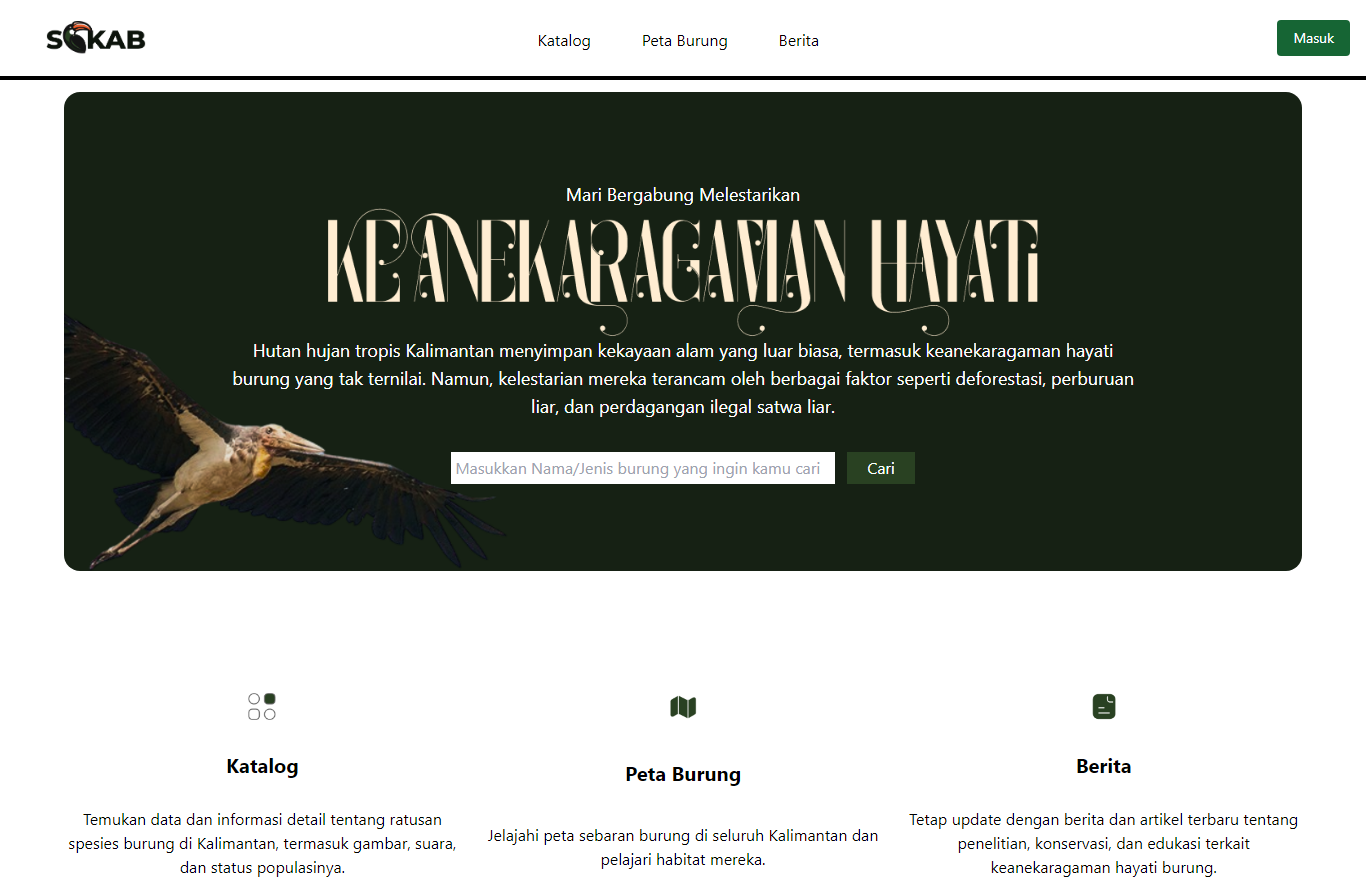 SOKAB
Katalog
Peta Burung
Berita
Masuk
Mari Bergabung Melestarikan
KEANEKARAGAMAN HAYATi
Hutan hujan tropis Kalimantan menyimpan kekayaan alam yang luar biasa, termasuk keanekaragaman hayati
burung yang tak ternilai. Namun, kelestarian mereka terancam oleh berbagai faktor seperti deforestasi, perburuan
liar, dan perdagangan ilegal satwa liar.
Masukkan Nama/Jenis burung yang ingin kamu cari
Cari
Katalog
Temukan data dan informasi detail tentang ratusan
spesies burung di Kalimantan, termasuk gambar, suara,
dan status populasinya.
Peta Burung
Jelajahi peta sebaran burung di seluruh Kalimantan dan
pelajari habitat mereka.
Berita
Tetap update dengan berita dan artikel terbaru tentang
penelitian, konservasi, dan edukasi terkait
keanekaragaman hayati burung.